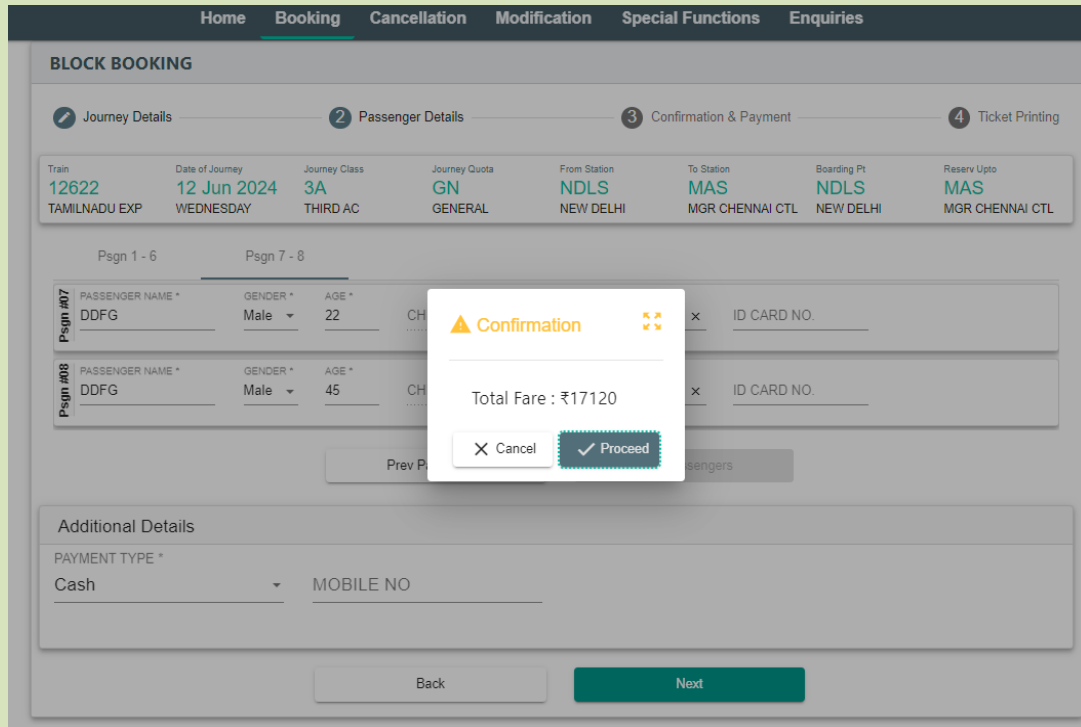 Home Booking Cancellation Modification Special Functions Enquiries
BLOCK BOOKING
Journey Details 2 Passenger Details 3 Confirmation & Payment 4 Ticket Printing
Train Date of Journey Journey Class Journey Quota From Station To Station Boarding Pt Reserv Upto
12622 12 Jun 2024 3A GN NDLS MAS NDLS MAS
TAMILNADU EXP WEDNESDAY THIRD AC GENERAL NEW DELHI MGR CHENNAI CTL NEW DELHI MGR CHENNAI CTL
Psgn 1 - 6 Psgn 7 - 8
Psgn #07
PASSENGER NAME * GENDER * AGE *
DDFG Male 22 CH × ID CARD NO.
Psgn #08
PASSENGER NAME * GENDER * AGE *
DDFG Male 45 CH × ID CARD NO.
Confirmation
Total Fare : ₹17120
Cancel Proceed
Prev P ssengers
Additional Details
PAYMENT TYPE *
Cash MOBILE NO
Back Next